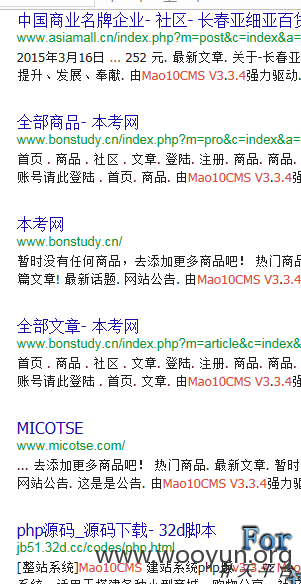 中国商业名牌企业- 社区- 长春亚细亚百货
www.asiamall.cn/index.php?m=post&c=index&a=
2015年3月16日 ... 252 元. 最新文章. 关于-长春亚
提升、发展、奉献. 由Mao10CMS V3.3.4强力驱动.
全部商品- 本考网
www.bonstudy.cn/index.php?m=pro&c=index&a=
首页 . 商品 . 社区 . 文章. 登陆. 注册. 商品. 商品.
账号请此登陆 . 首页. 商品. 由Mao10CMS V3.3.4强
本考网
www.bonstudy.cn/
暂时没有任何商品，去添加更多商品吧！ 热门商品
篇文章! 最新话题. 网站公告. 由Mao10CMS V3.3.4
全部文章- 本考网
www.bonstudy.cn/index.php?m=article&c=index&
首页 . 商品 . 社区 . 文章. 登陆. 注册. 商品. 商品.
账号请此登陆 . 首页. 文章. 由Mao10CMS V3.3.4强
MICOTSE
www.micotse.com/
... 去添加更多商品吧！ 热门商品. 最新文章. 暂时
网站公告. 这是是公告. 由Mao10CMS V3.3.4强
php源码_源码下载- 32d脚本
jb51.32d.cc/codes/php.html
For
www.wooyun.org
[整站系统]Mao10CMS 建站系统php版 v3.3.2 Mao